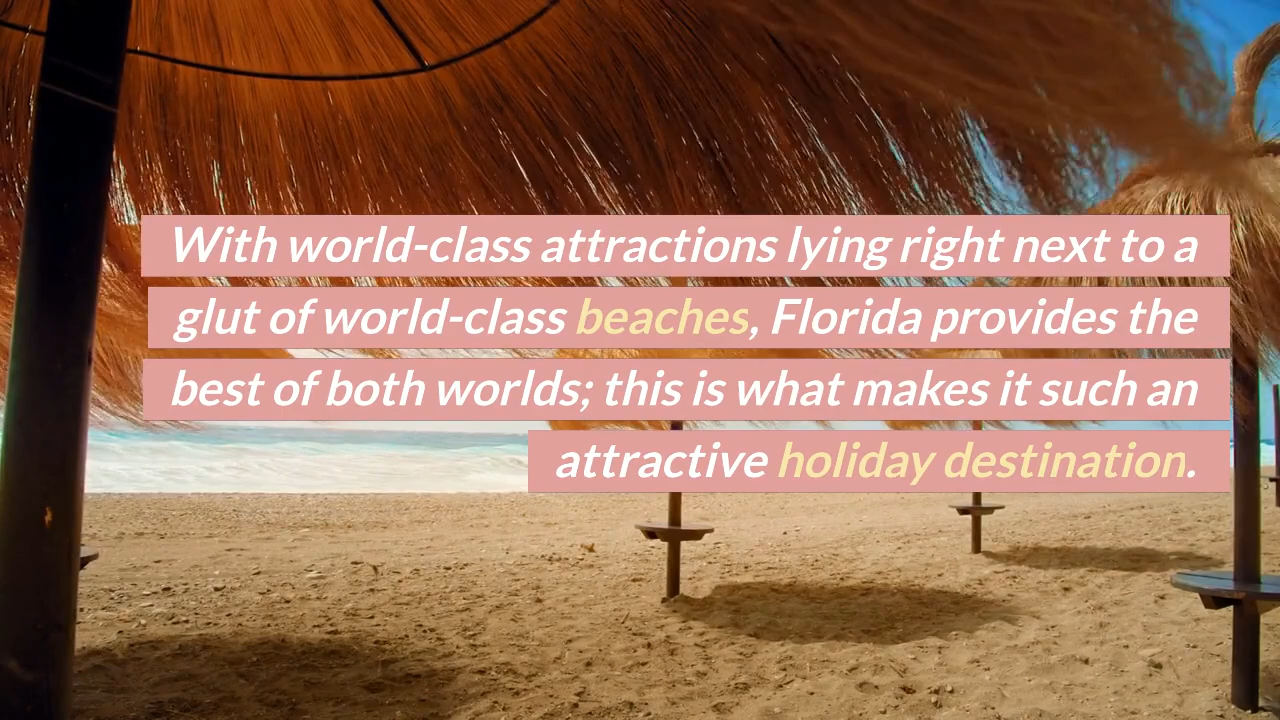 With world-class attractions lying right next to a
glut of world-class beaches, Florida provides the
best of both worlds; this is what makes it such an
attractive holiday destination.